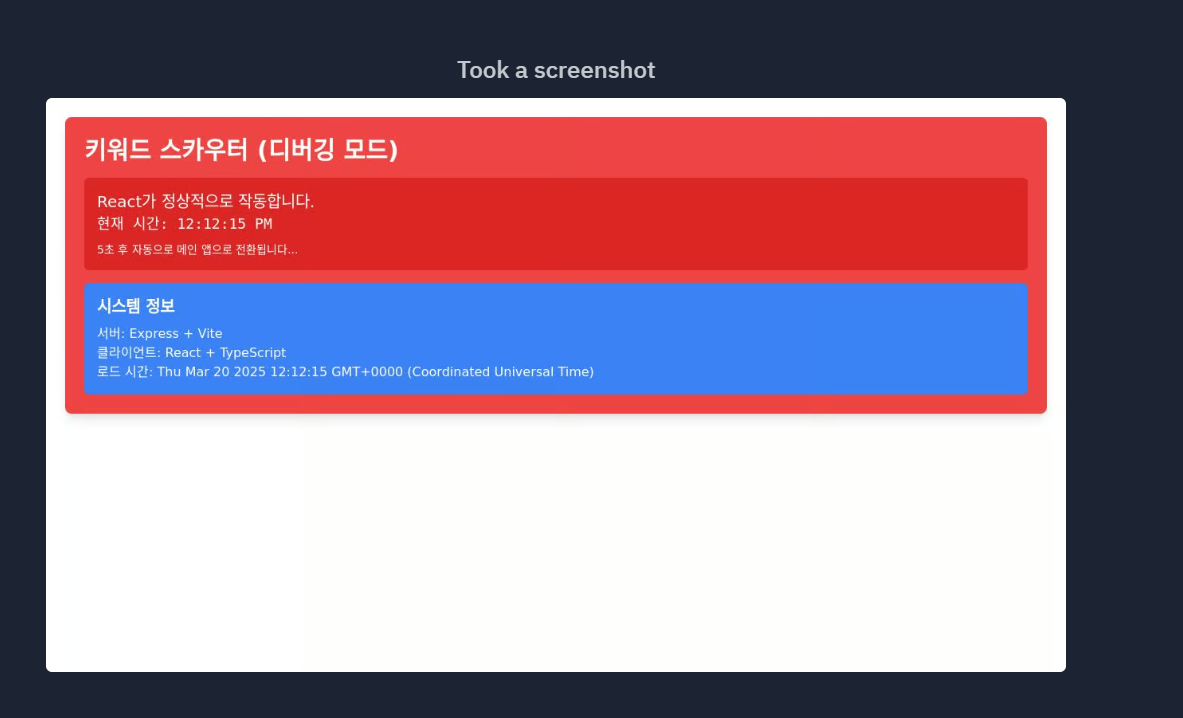 Took a screenshot
키워드 스카우터 (디버깅 모드)
React가 정상적으로 작동합니다.
현재 시간: 12:12:15 PM
5초 후 자동으로 메인 앱으로 전환됩니다...
시스템 정보
서버: Express + Vite
클라이언트: React + TypeScript
로드 시간: Thu Mar 20 2025 12:12:15 GMT+0000 (Coordinated Universal Time)